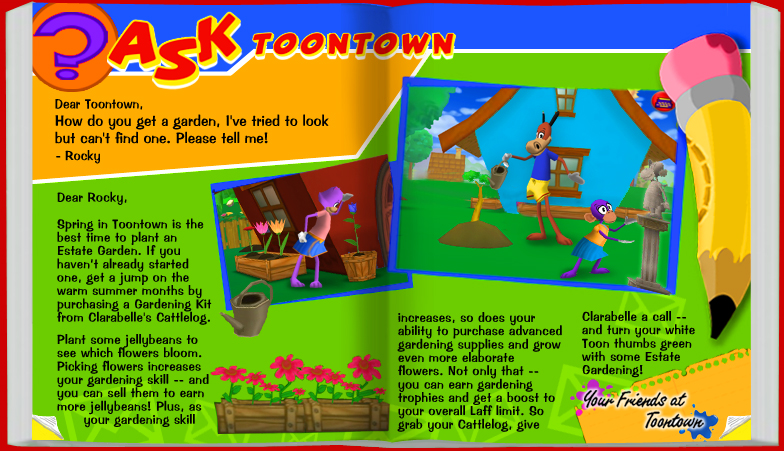 ASK TOONTOWN
Dear Toontown,
How do you get a garden, I've tried to look
but can't find one. Please tell me!
- Rocky
Dear Rocky,
Spring in Toontown is the
best time to plant an
Estate Garden. If you
haven't already started
one, get a jump on the
warm summer months by
purchasing a Gardening Kit
from Clarabelle's Cattlelog.
Plant some jellybeans to
see which flowers bloom.
Picking flowers increases
your gardening skill -- and
you can sell them to earn
more jellybeans! Plus, as
your gardening skill
increases, so does your
ability to purchase advanced
gardening supplies and grow
even more elaborate
flowers. Not only that --
you can earn gardening
trophies and get a boost to
your overall Laff limit. So
grab your Cattlelog, give
Clarabelle a call --
and turn your white
Toon thumbs green
with some Estate
Gardening!
Your Friends at
Toontown